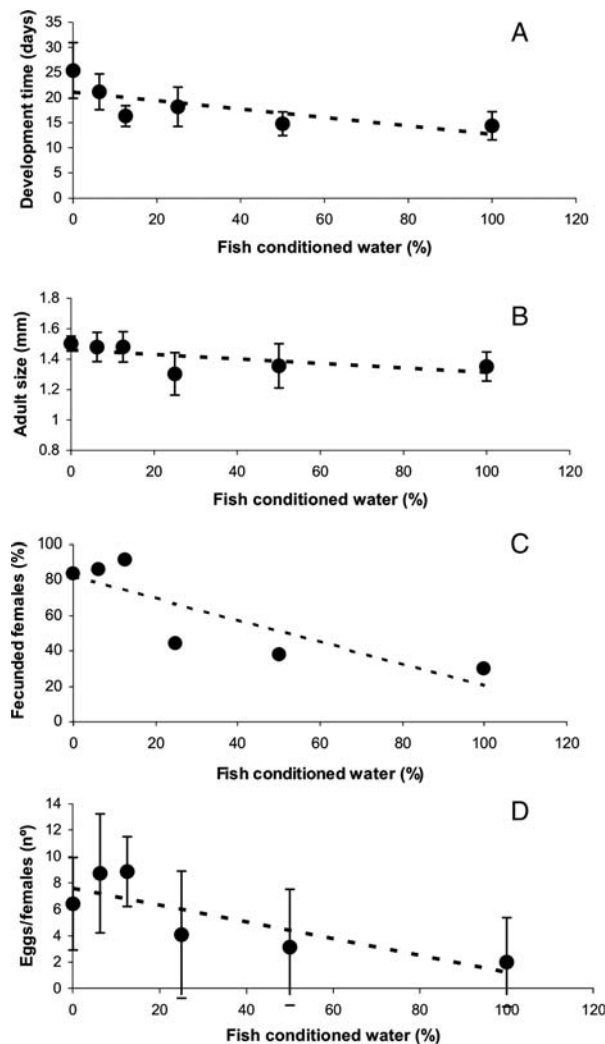 A
Development time (days)
35
30
25
20
15
10
5
0
0 20 40 60 80 100 120
Fish conditioned water (%)
B
Adult size (mm)
1.8
1.6
1.4
1.2
1
0.8
0 20 40 60 80 100 120
Fish conditioned water (%)
C
Fecunded females (%)
100
80
60
40
20
0
0 20 40 60 80 100 120
Fish conditioned water (%)
D
Eggs/females (nº)
14
12
10
8
6
4
2
0
0 20 40 60 80 100 120
Fish conditioned water (%)